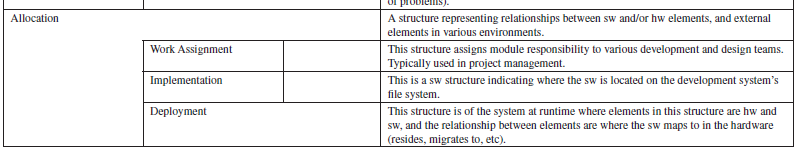 of problems).
Allocation
A structure representing relationships between sw and/or hw elements, and external
elements in various environments.
Work Assignment
This structure assigns module responsibility to various development and design teams.
Typically used in project management.
Implementation
This is a sw structure indicating where the sw is located on the development system's
file system.
Deployment
This structure is of the system at runtime where elements in this structure are hw and
sw, and the relationship between elements are where the sw maps to in the hardware
(resides, migrates to, etc).